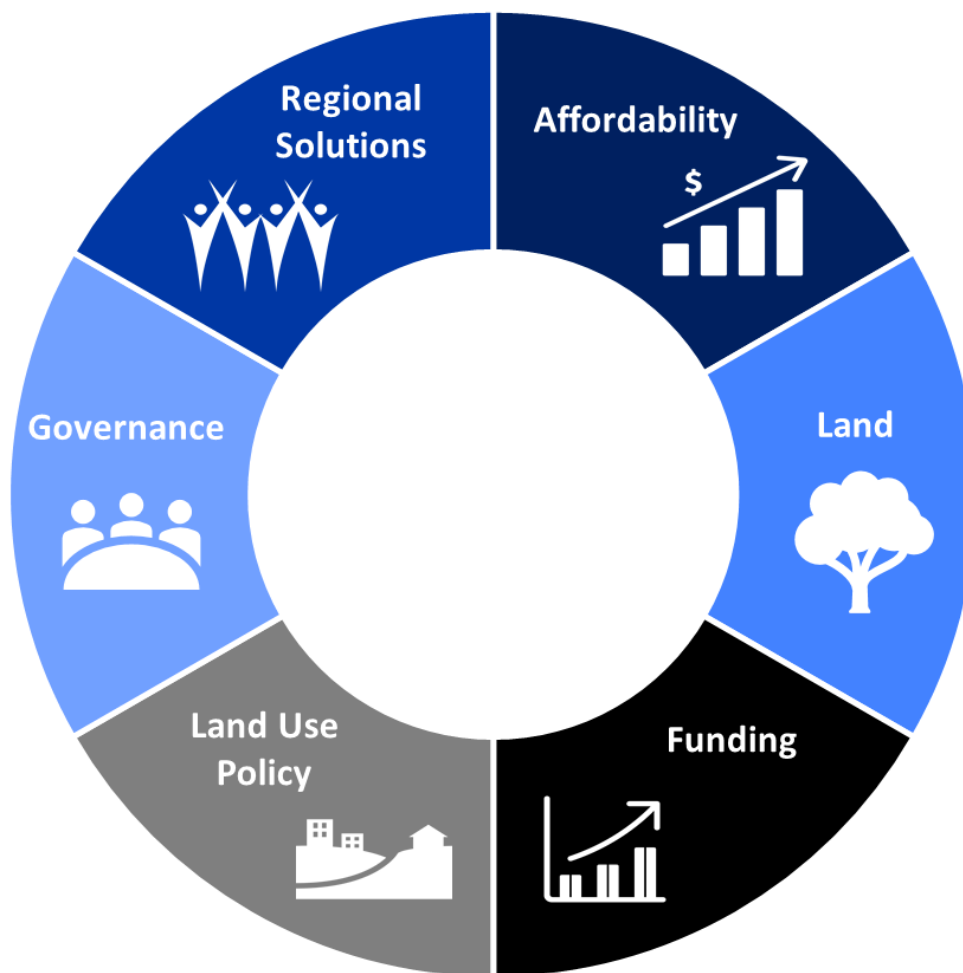 Regional
Solutions
Affordability
$
Governance
Land
Land Use
Policy
Funding